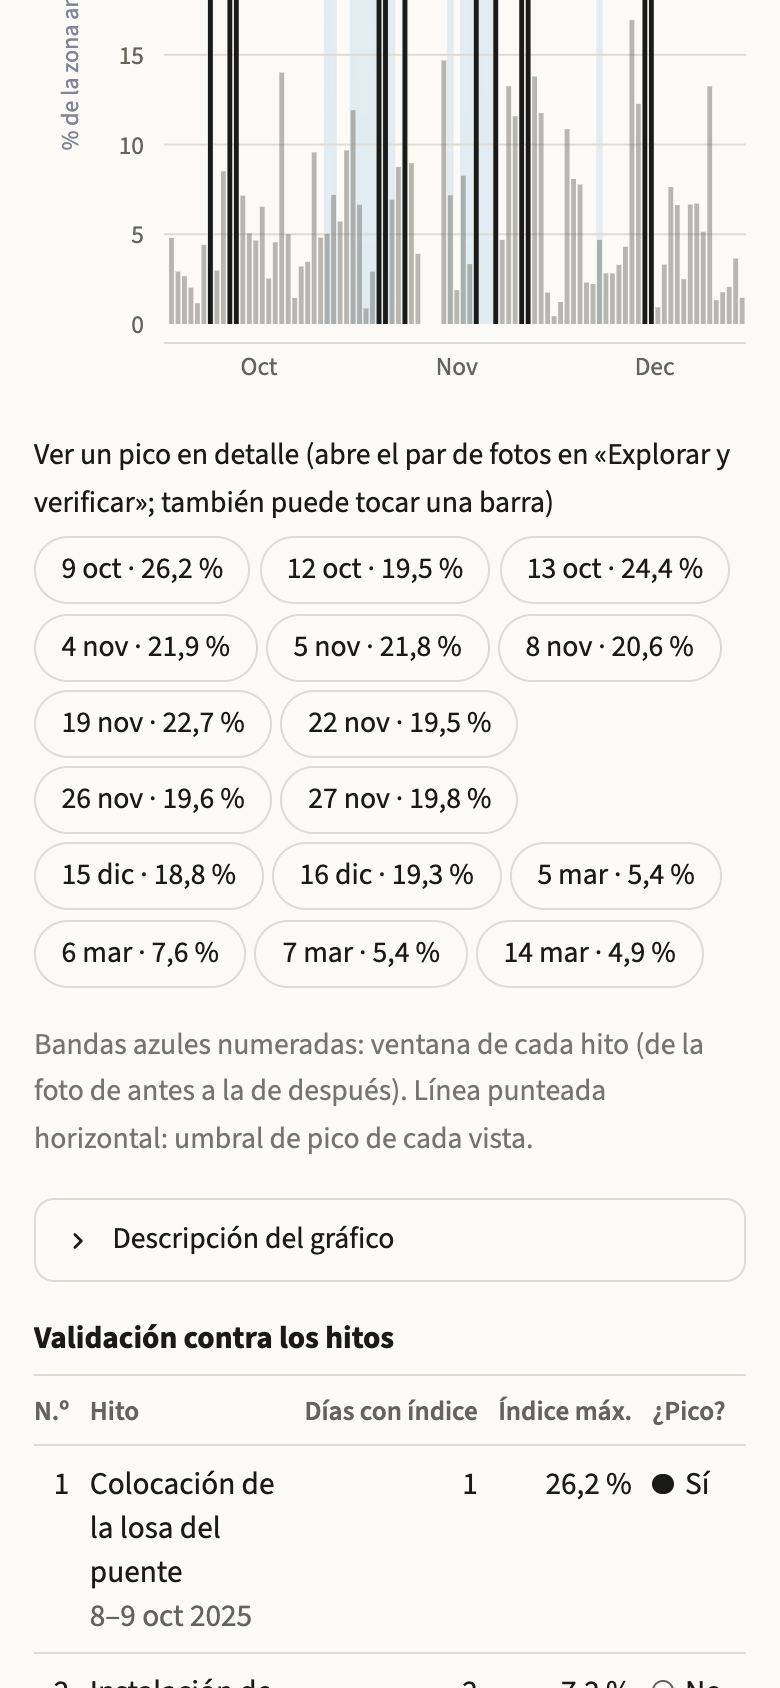 % de la zona
15
10
5
0
Oct Nov Dec
Ver un pico en detalle (abre el par de fotos en «Explorar y
verificar»; también puede tocar una barra)
9 oct · 26,2 % 12 oct · 19,5 % 13 oct · 24,4 %
4 nov · 21,9 % 5 nov · 21,8 % 8 nov · 20,6 %
19 nov · 22,7 % 22 nov · 19,5 %
26 nov · 19,6 % 27 nov · 19,8 %
15 dic · 18,8 % 16 dic · 19,3 % 5 mar · 5,4 %
6 mar · 7,6 % 7 mar · 5,4 % 14 mar · 4,9 %
Bandas azules numeradas: ventana de cada hito (de la
foto de antes a la de después). Línea punteada
horizontal: umbral de pico de cada vista.
Descripción del gráfico
Validación contra los hitos
N.º Hito Días con índice Índice máx. ¿Pico?
1 Colocación de 1 26,2 % Sí
la losa del
puente
8–9 oct 2025